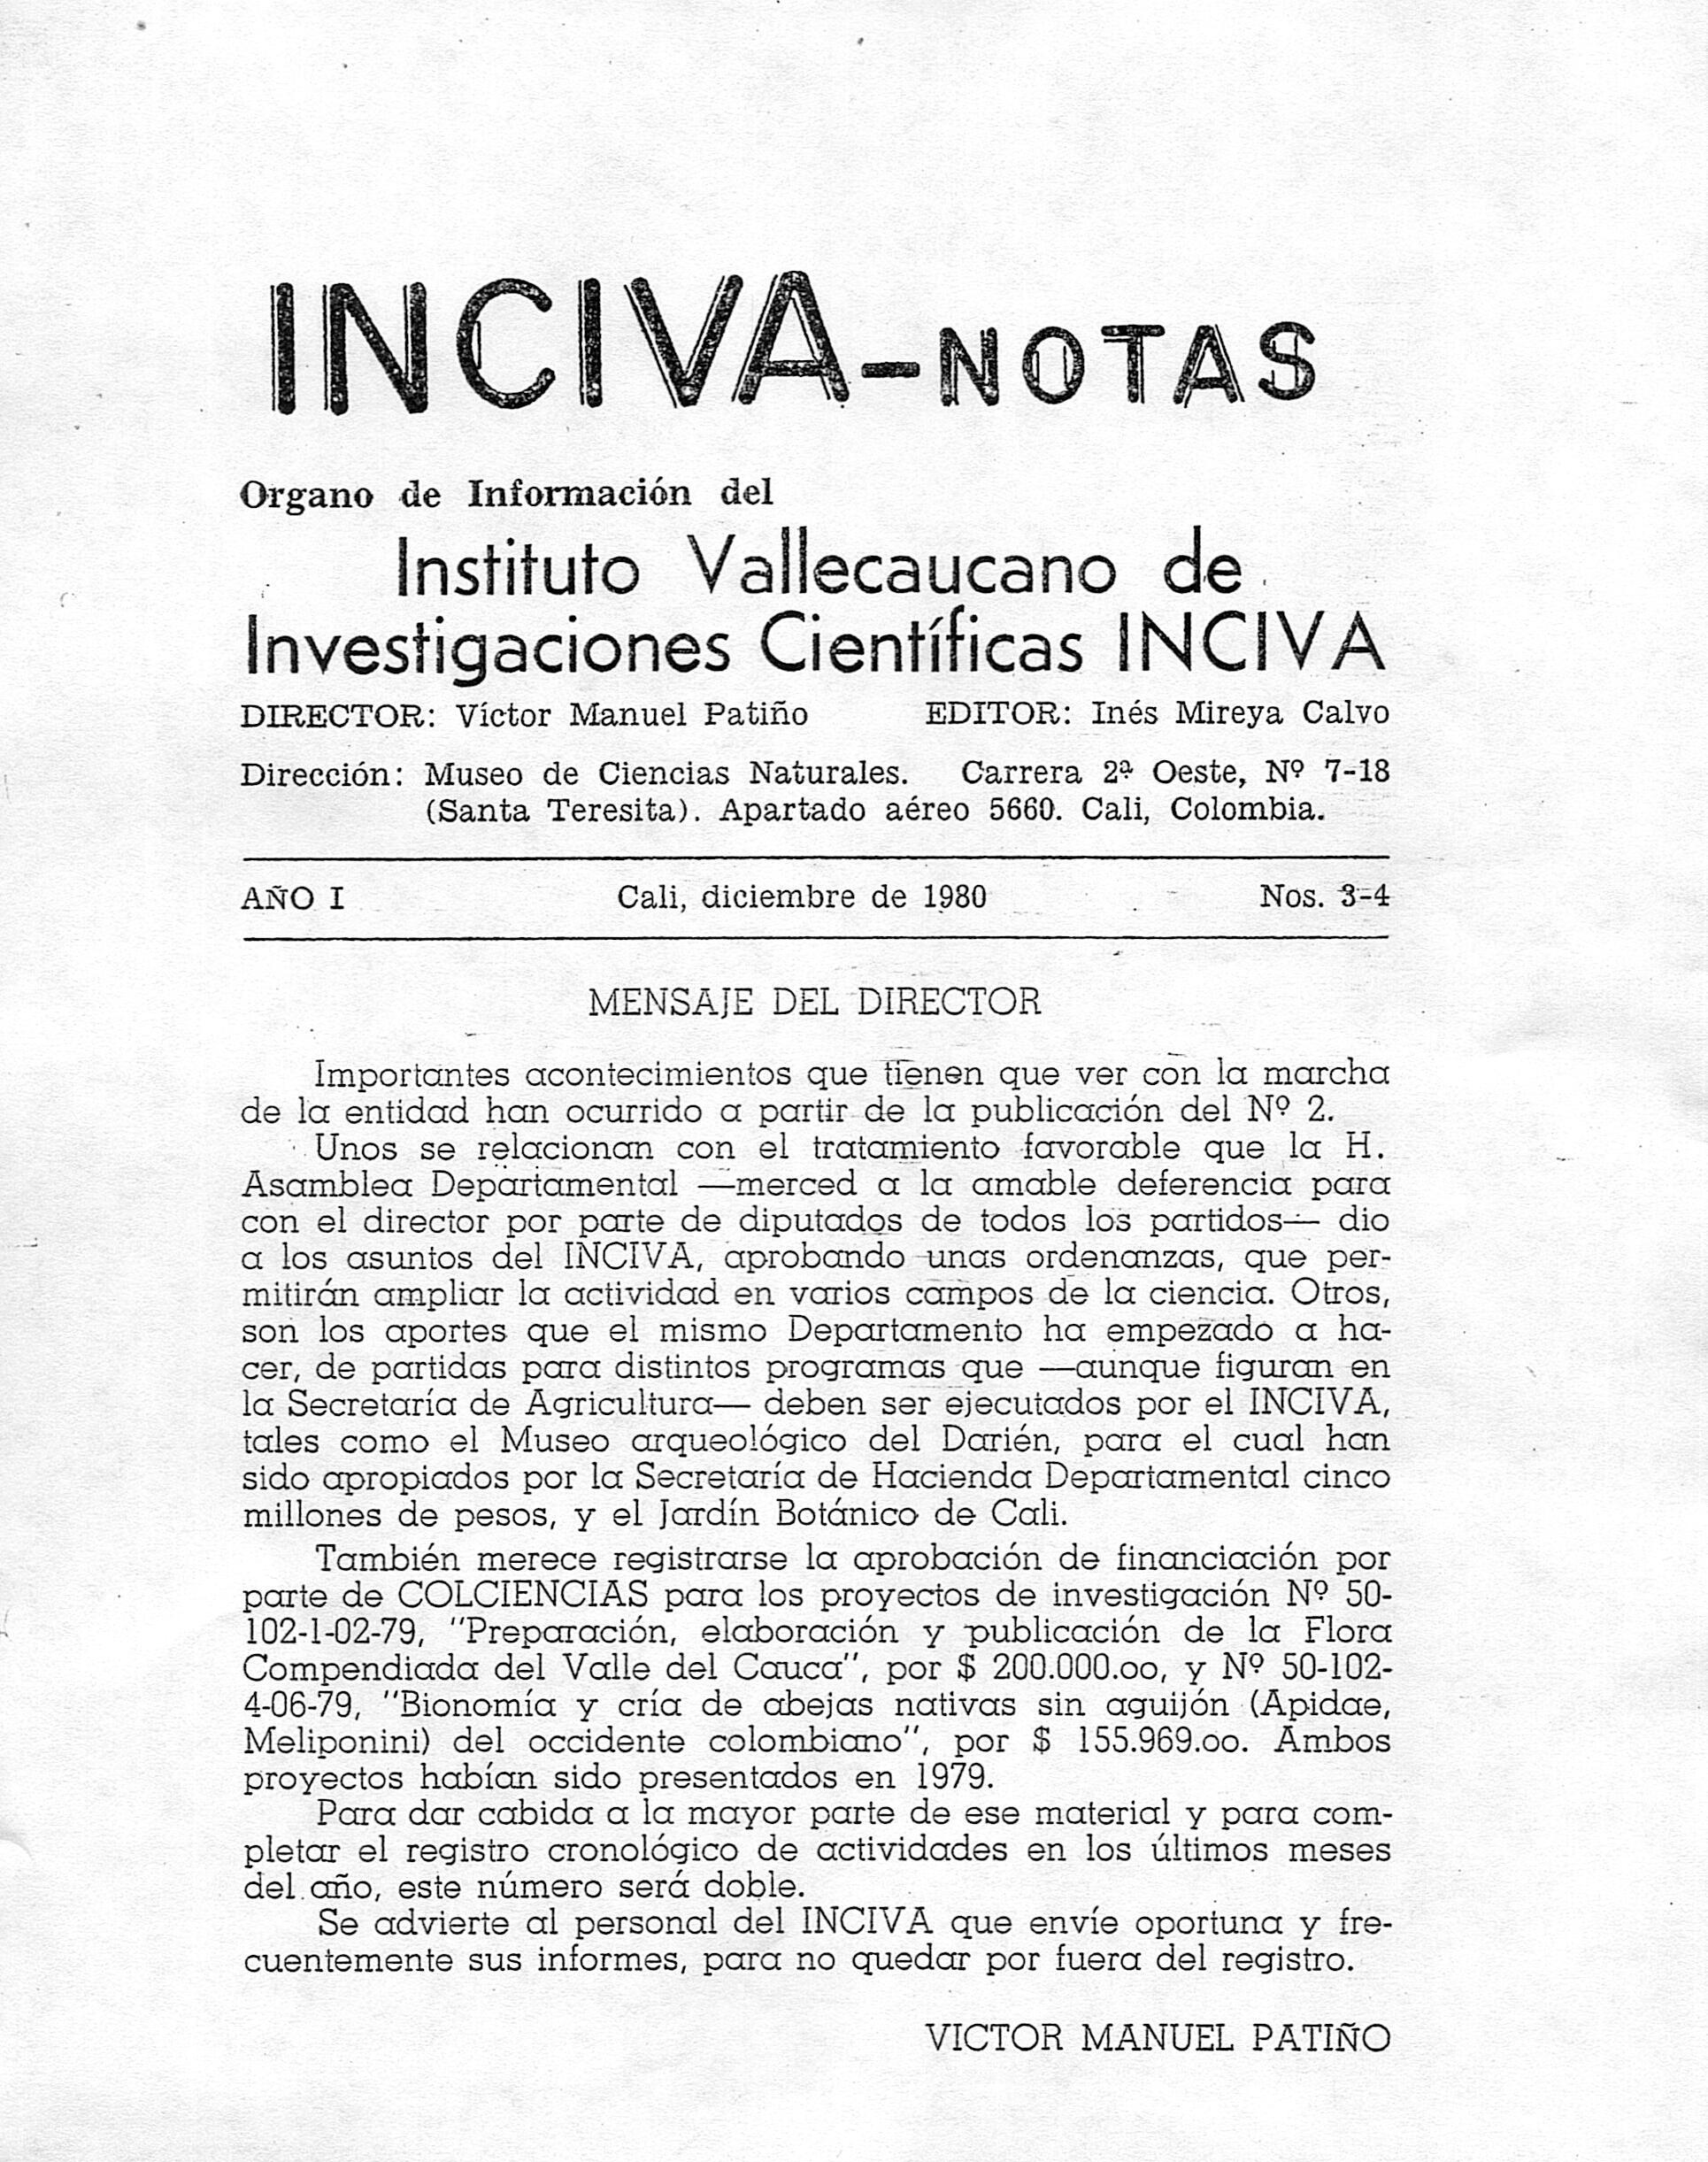 INCIVA-NOTAS
Organo de Información del
Instituto Vallecaucano de
Investigaciones Científicas INCIVA
DIRECTOR: Víctor Manuel Patiño EDITOR: Inés Mireya Calvo
Dirección: Museo de Ciencias Naturales. Carrera 2ª Oeste, Nº 7-18
(Santa Teresita). Apartado aéreo 5660. Cali, Colombia.
AÑO I Cali, diciembre de 1980 Nos. 3-4
MENSAJE DEL DIRECTOR
Importantes acontecimientos que tienen que ver con la marcha
de la entidad han ocurrido a partir de la publicación del Nº 2.
Unos se relacionan con el tratamiento favorable que la H.
Asamblea Departamental —merced a la amable deferencia para
con el director por parte de diputados de todos los partidos— dio
a los asuntos del INCIVA, aprobando unas ordenanzas, que per-
mitirán ampliar la actividad en varios campos de la ciencia. Otros,
son los aportes que el mismo Departamento ha empezado a ha-
cer, de partidas para distintos programas que —aunque figuran en
la Secretaría de Agricultura— deben ser ejecutados por el INCIVA,
tales como el Museo arqueológico del Darién, para el cual han
sido apropiados por la Secretaría de Hacienda Departamental cinco
millones de pesos, y el Jardín Botánico de Cali.
También merece registrarse la aprobación de financiación por
parte de COLCIENCIAS para los proyectos de investigación Nº 50-
102-1-02-79, "Preparación, elaboración y publicación de la Flora
Compendiada del Valle del Cauca", por $ 200.000.oo, y Nº 50-102-
4-06-79, "Bionomía y cría de abejas nativas sin aguijón (Apidae,
Meliponini) del occidente colombiano", por $ 155.969.oo. Ambos
proyectos habían sido presentados en 1979.
Para dar cabida a la mayor parte de ese material y para com-
pletar el registro cronológico de actividades en los últimos meses
del año, este número será doble.
Se advierte al personal del INCIVA que envíe oportuna y fre-
cuentemente sus informes, para no quedar por fuera del registro.
VICTOR MANUEL PATIÑO